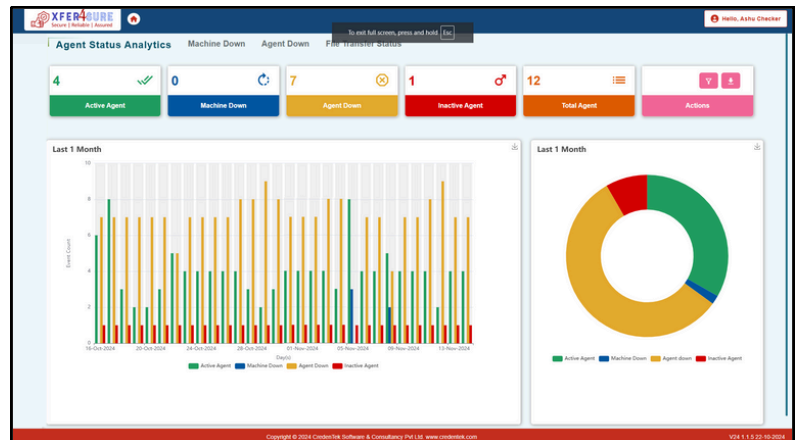 XFER4SURE
Secure | Reliable | Assured
Hello, Ashu Checker
To exit full screen, press and hold Esc
Agent Status Analytics Machine Down Agent Down File Transfer Status
4
Active Agent
0
Machine Down
7
Agent Down
1
Inactive Agent
12
Total Agent
Actions
Last 1 Month
10
8
6
4
2
0
Event Count
16-Oct-2024 20-Oct-2024 24-Oct-2024 28-Oct-2024 01-Nov-2024 05-Nov-2024 09-Nov-2024 13-Nov-2024
Day(s)
Active Agent Machine Down Agent Down Inactive Agent
Last 1 Month
Active Agent Machine Down Agent down Inactive Agent
Copyright © 2024 CredenTek Software & Consultancy Pvt Ltd. www.credentek.com
V24 1.1.5 22-10-2024